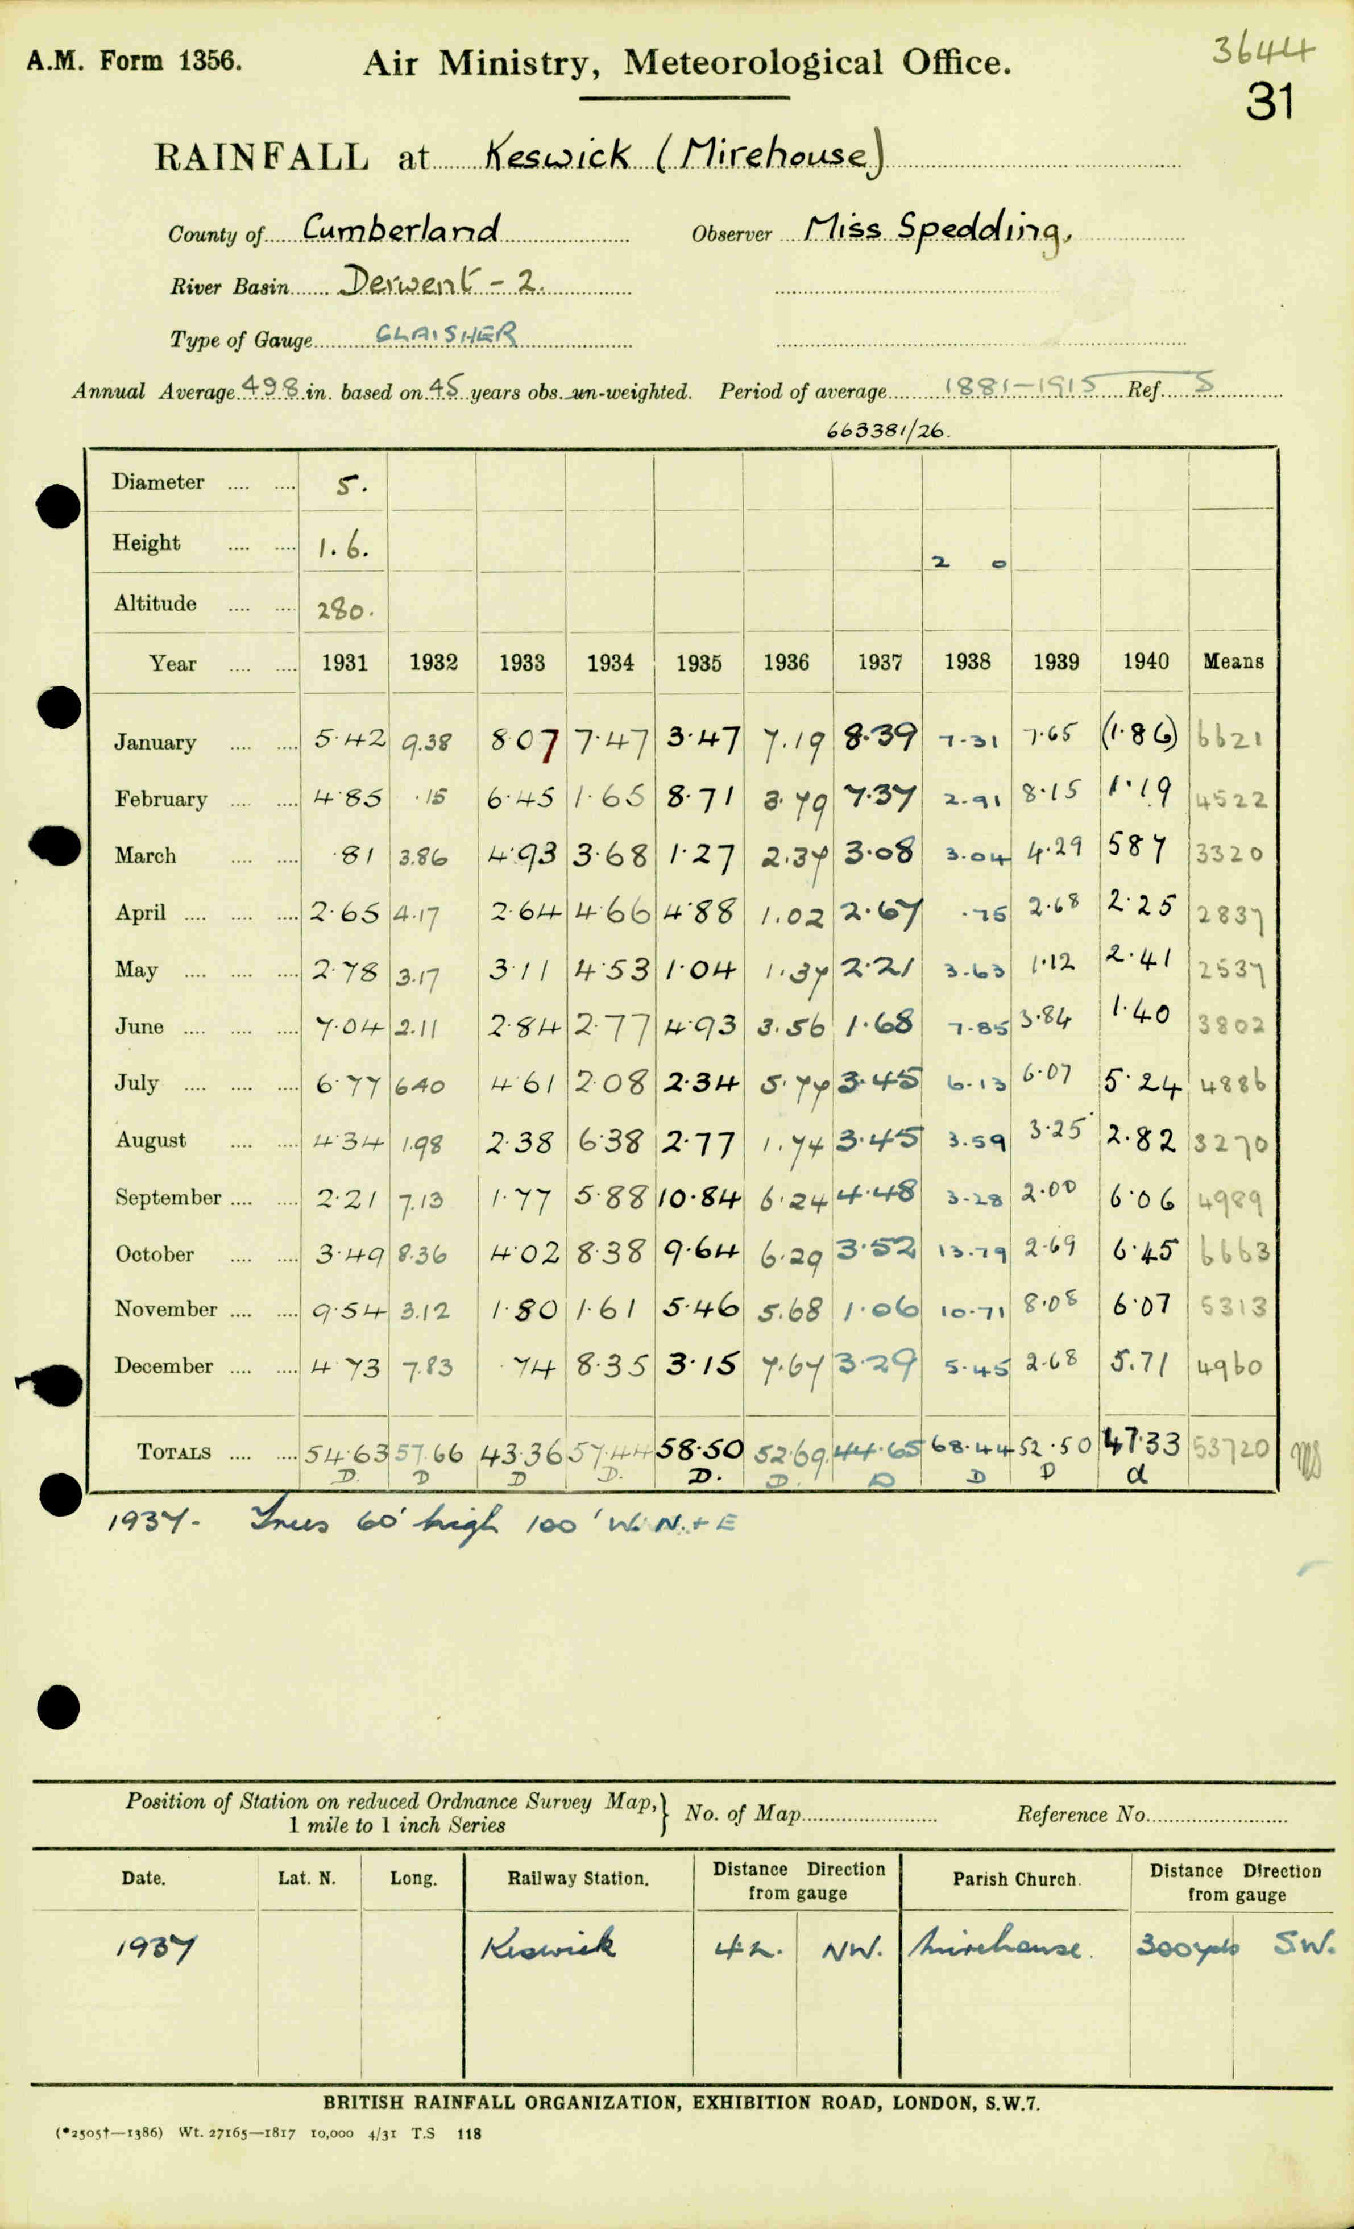 A.M. Form 1356. Air Ministry, Meteorological Office. 3644
31
RAINFALL at Keswick (Mirehouse)
County of Cumberland Observer Miss Spedding.
River Basin Derwent - 2.
Type of Gauge GLAISHER
Annual Average 49 8 in. based on 45 years obs. un-weighted. Period of average 1881-1915 Ref. S
663381/26.
Diameter .... .... 5.
Height .... .... 1.6. 2 0
Altitude .... .... 280.
Year .... .... 1931 1932 1933 1934 1935 1936 1937 1938 1939 1940 Means
January .... .... 5.42 9.38 8.07 7.47 3.47 7.19 8.39 7.31 7.65 (1.86) 6621
February .... .... 4.85 .15 6.45 1.65 8.71 3.79 7.37 2.91 8.15 1.19 4522
March .... .... .81 3.86 4.93 3.68 1.27 2.37 3.08 3.04 4.29 5 87 3320
April .... .... .... 2.65 4.17 2.64 4.66 4.88 1.02 2.67 .75 2.68 2.25 2837
May .... .... .... 2.78 3.17 3.11 4.53 1.04 1.37 2.21 3.63 1.12 2.41 2537
June .... .... .... 7.04 2.11 2.84 2.77 4.93 3.56 1.68 7.85 3.84 1.40 3802
July .... .... .... 6.77 6.40 4.61 2.08 2.34 5.77 3.45 6.13 6.07 5.24 4886
August .... .... 4.34 1.98 2.38 6.38 2.77 1.74 3.45 3.59 3.25 2.82 3270
September .... .... 2.21 7.13 1.77 5.88 10.84 6.24 4.48 3.28 2.00 6.06 4989
October .... .... 3.49 8.36 4.02 8.38 9.64 6.29 3.52 13.79 2.69 6.45 6663
November .... .... 9.54 3.12 1.80 1.61 5.46 5.68 1.06 10.71 8.08 6.07 5313
December .... .... 4 73 7.83 .74 8.35 3.15 7.67 3.29 5.45 2.68 5.71 4960
TOTALS .... .... 54.63 57.66 43.36 57.44 58.50 52.69 44.65 68.44 52.50 47.33 53720
D D D D. D. D. D D D d
1937- Trees 60' high 100' W. N. + E
Position of Station on reduced Ordnance Survey Map, } No. of Map Reference No.
1 mile to 1 inch Series
Date. Lat. N. Long. Railway Station. Distance Direction from gauge Parish Church. Distance Direction from gauge
1937 Keswick NW. Mirehouse. 300 yds S.W.
BRITISH RAINFALL ORGANIZATION, EXHIBITION ROAD, LONDON, S.W.7.
(*2505†—1386) Wt. 27165—1817 10,000 4/31 T.S 118